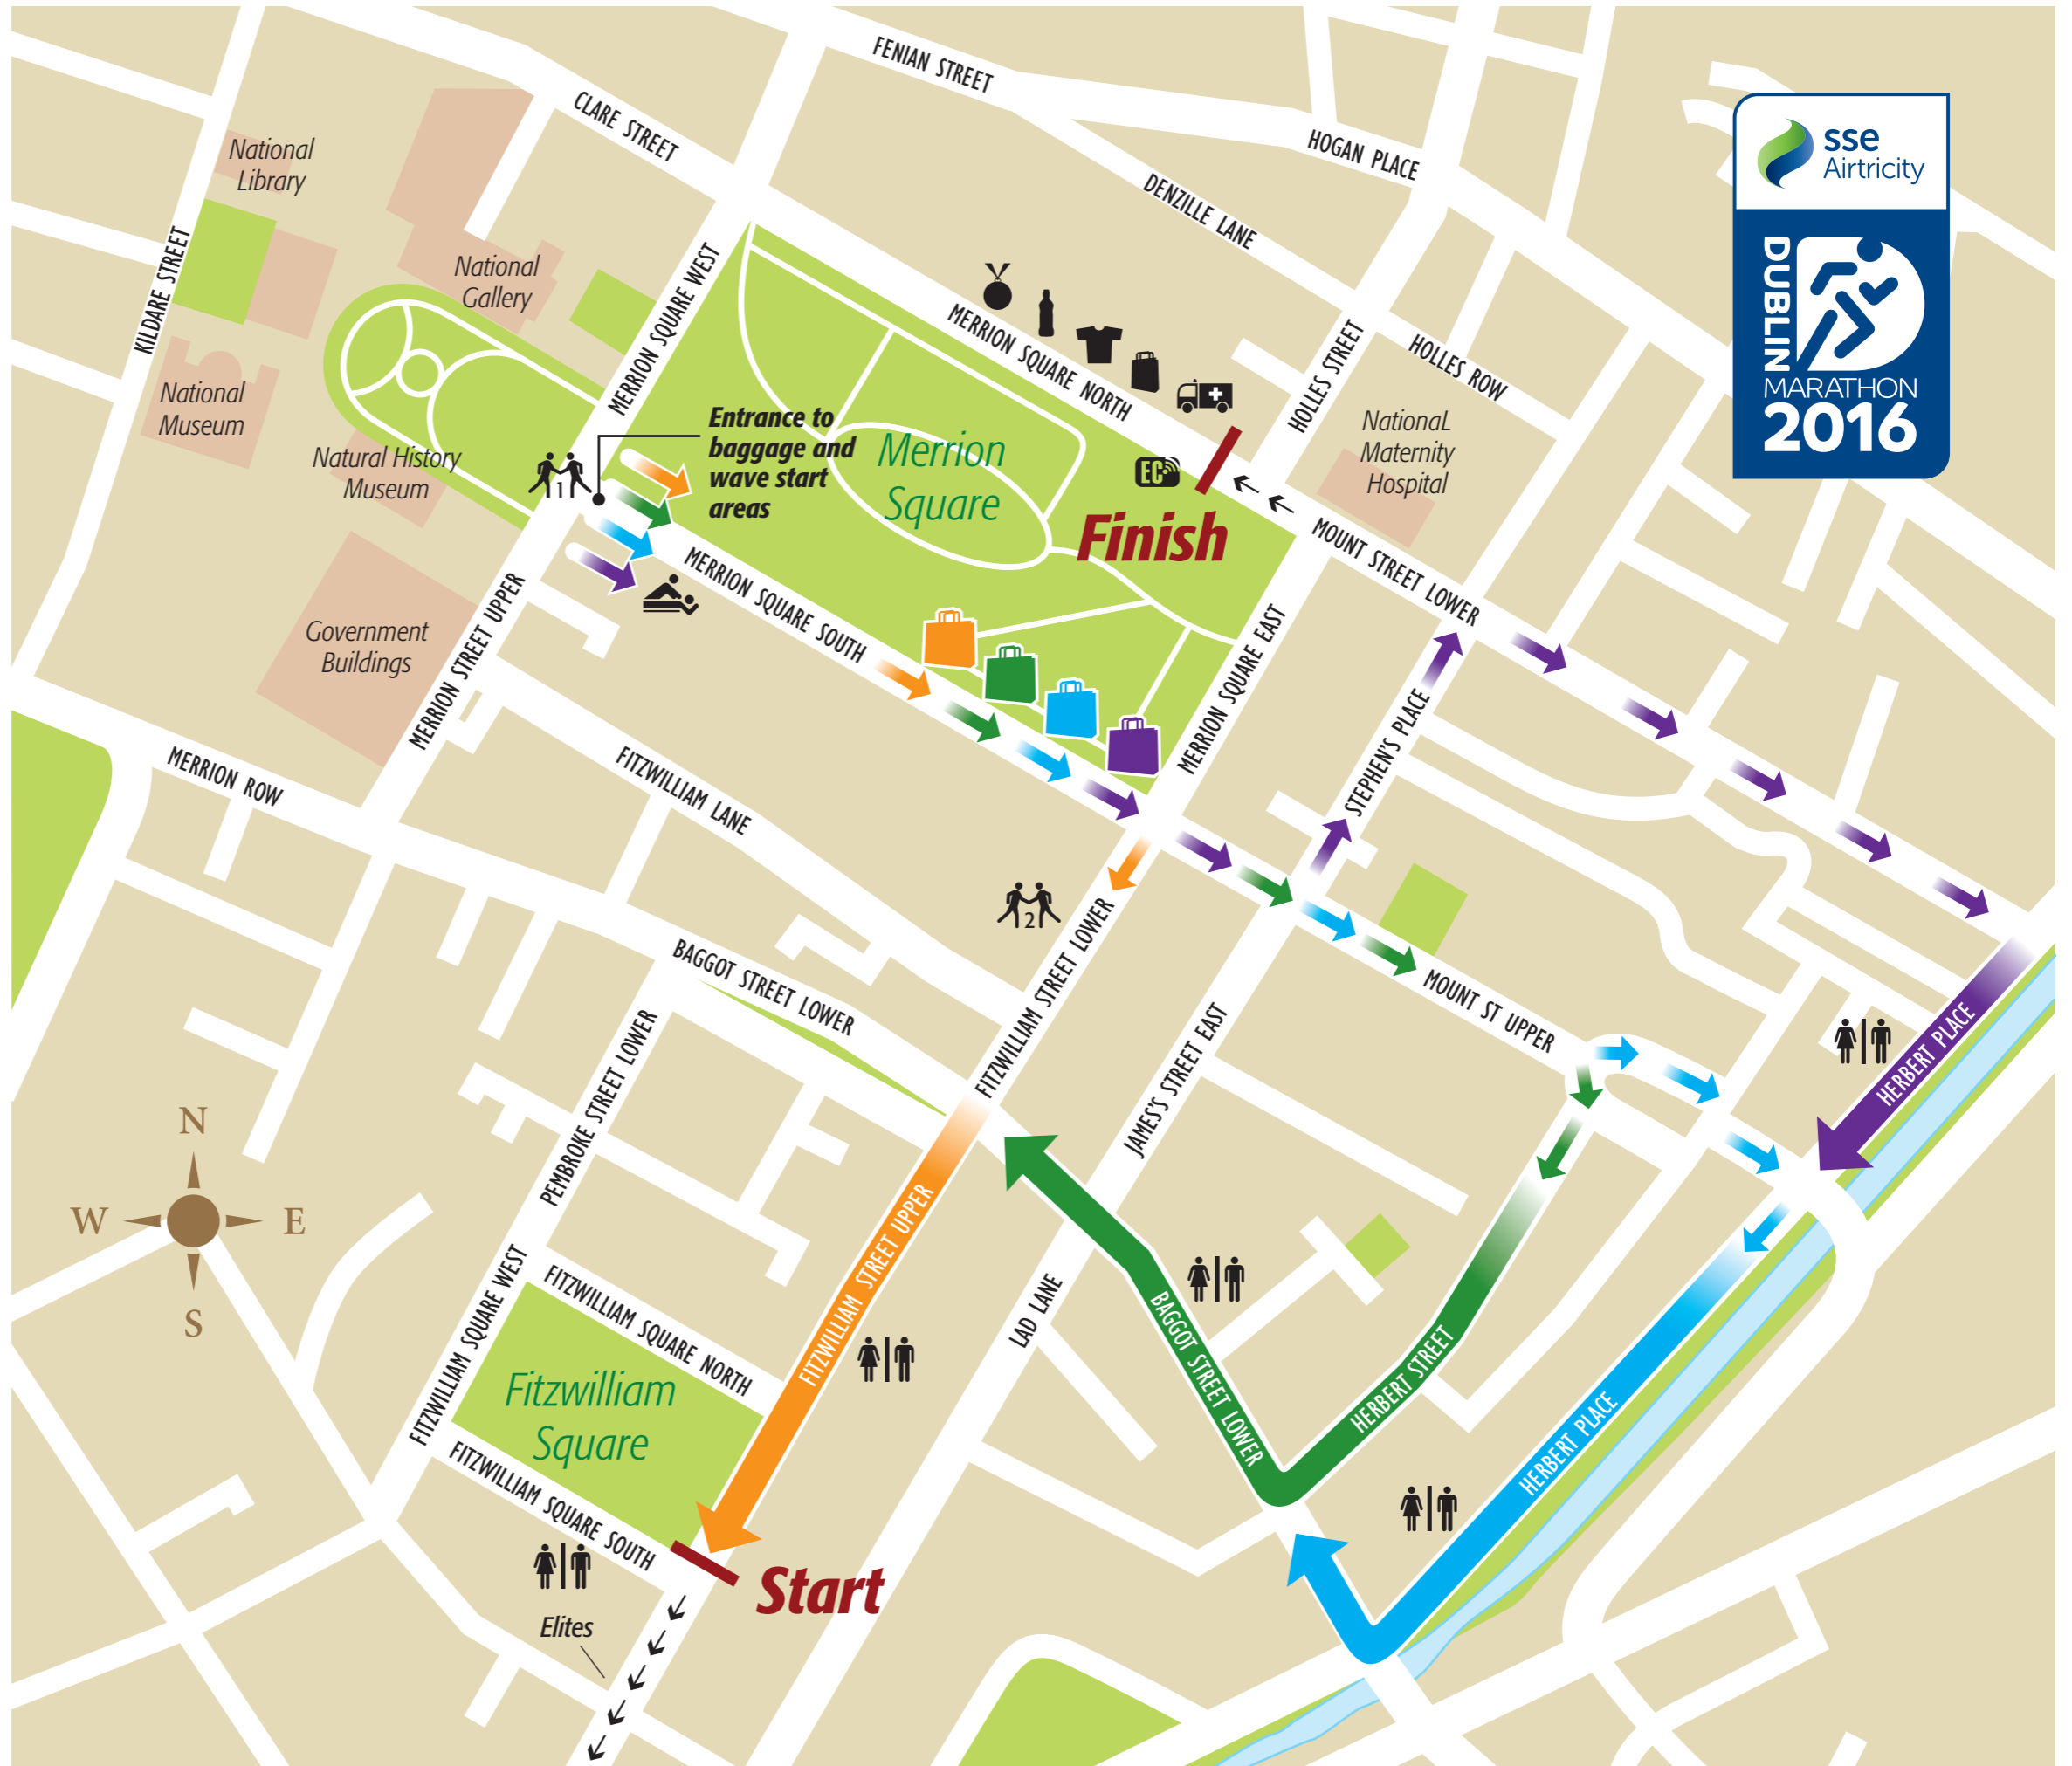 FENIAN STREET
CLARE STREET
HOGAN PLACE
sse
Airtricity
DUBLIN
MARATHON
2016
National
Library
DENZILLE LANE
KILDARE STREET
National
Gallery
MERRION SQUARE WEST
MERRION SQUARE NORTH
HOLLES STREET
HOLLES ROW
National
Museum
Natural History
Museum
Entrance to
baggage and
wave start
areas
1
Merrion
Square
EC
Finish
NationaL
Maternity
Hospital
MOUNT STREET LOWER
MERRION SQUARE SOUTH
Government
Buildings
MERRION STREET UPPER
MERRION SQUARE EAST
STEPHEN'S PLACE
MERRION ROW
FITZWILLIAM LANE
2
FITZWILLIAM STREET LOWER
BAGGOT STREET LOWER
MOUNT ST UPPER
HERBERT PLACE
JAMES'S STREET EAST
PEMBROKE STREET LOWER
N
W
E
S
FITZWILLIAM STREET UPPER
FITZWILLIAM SQUARE WEST
FITZWILLIAM SQUARE NORTH
LAD LANE
BAGGOT STREET LOWER
HERBERT STREET
HERBERT PLACE
Fitzwilliam
Square
FITZWILLIAM SQUARE SOUTH
Start
Elites